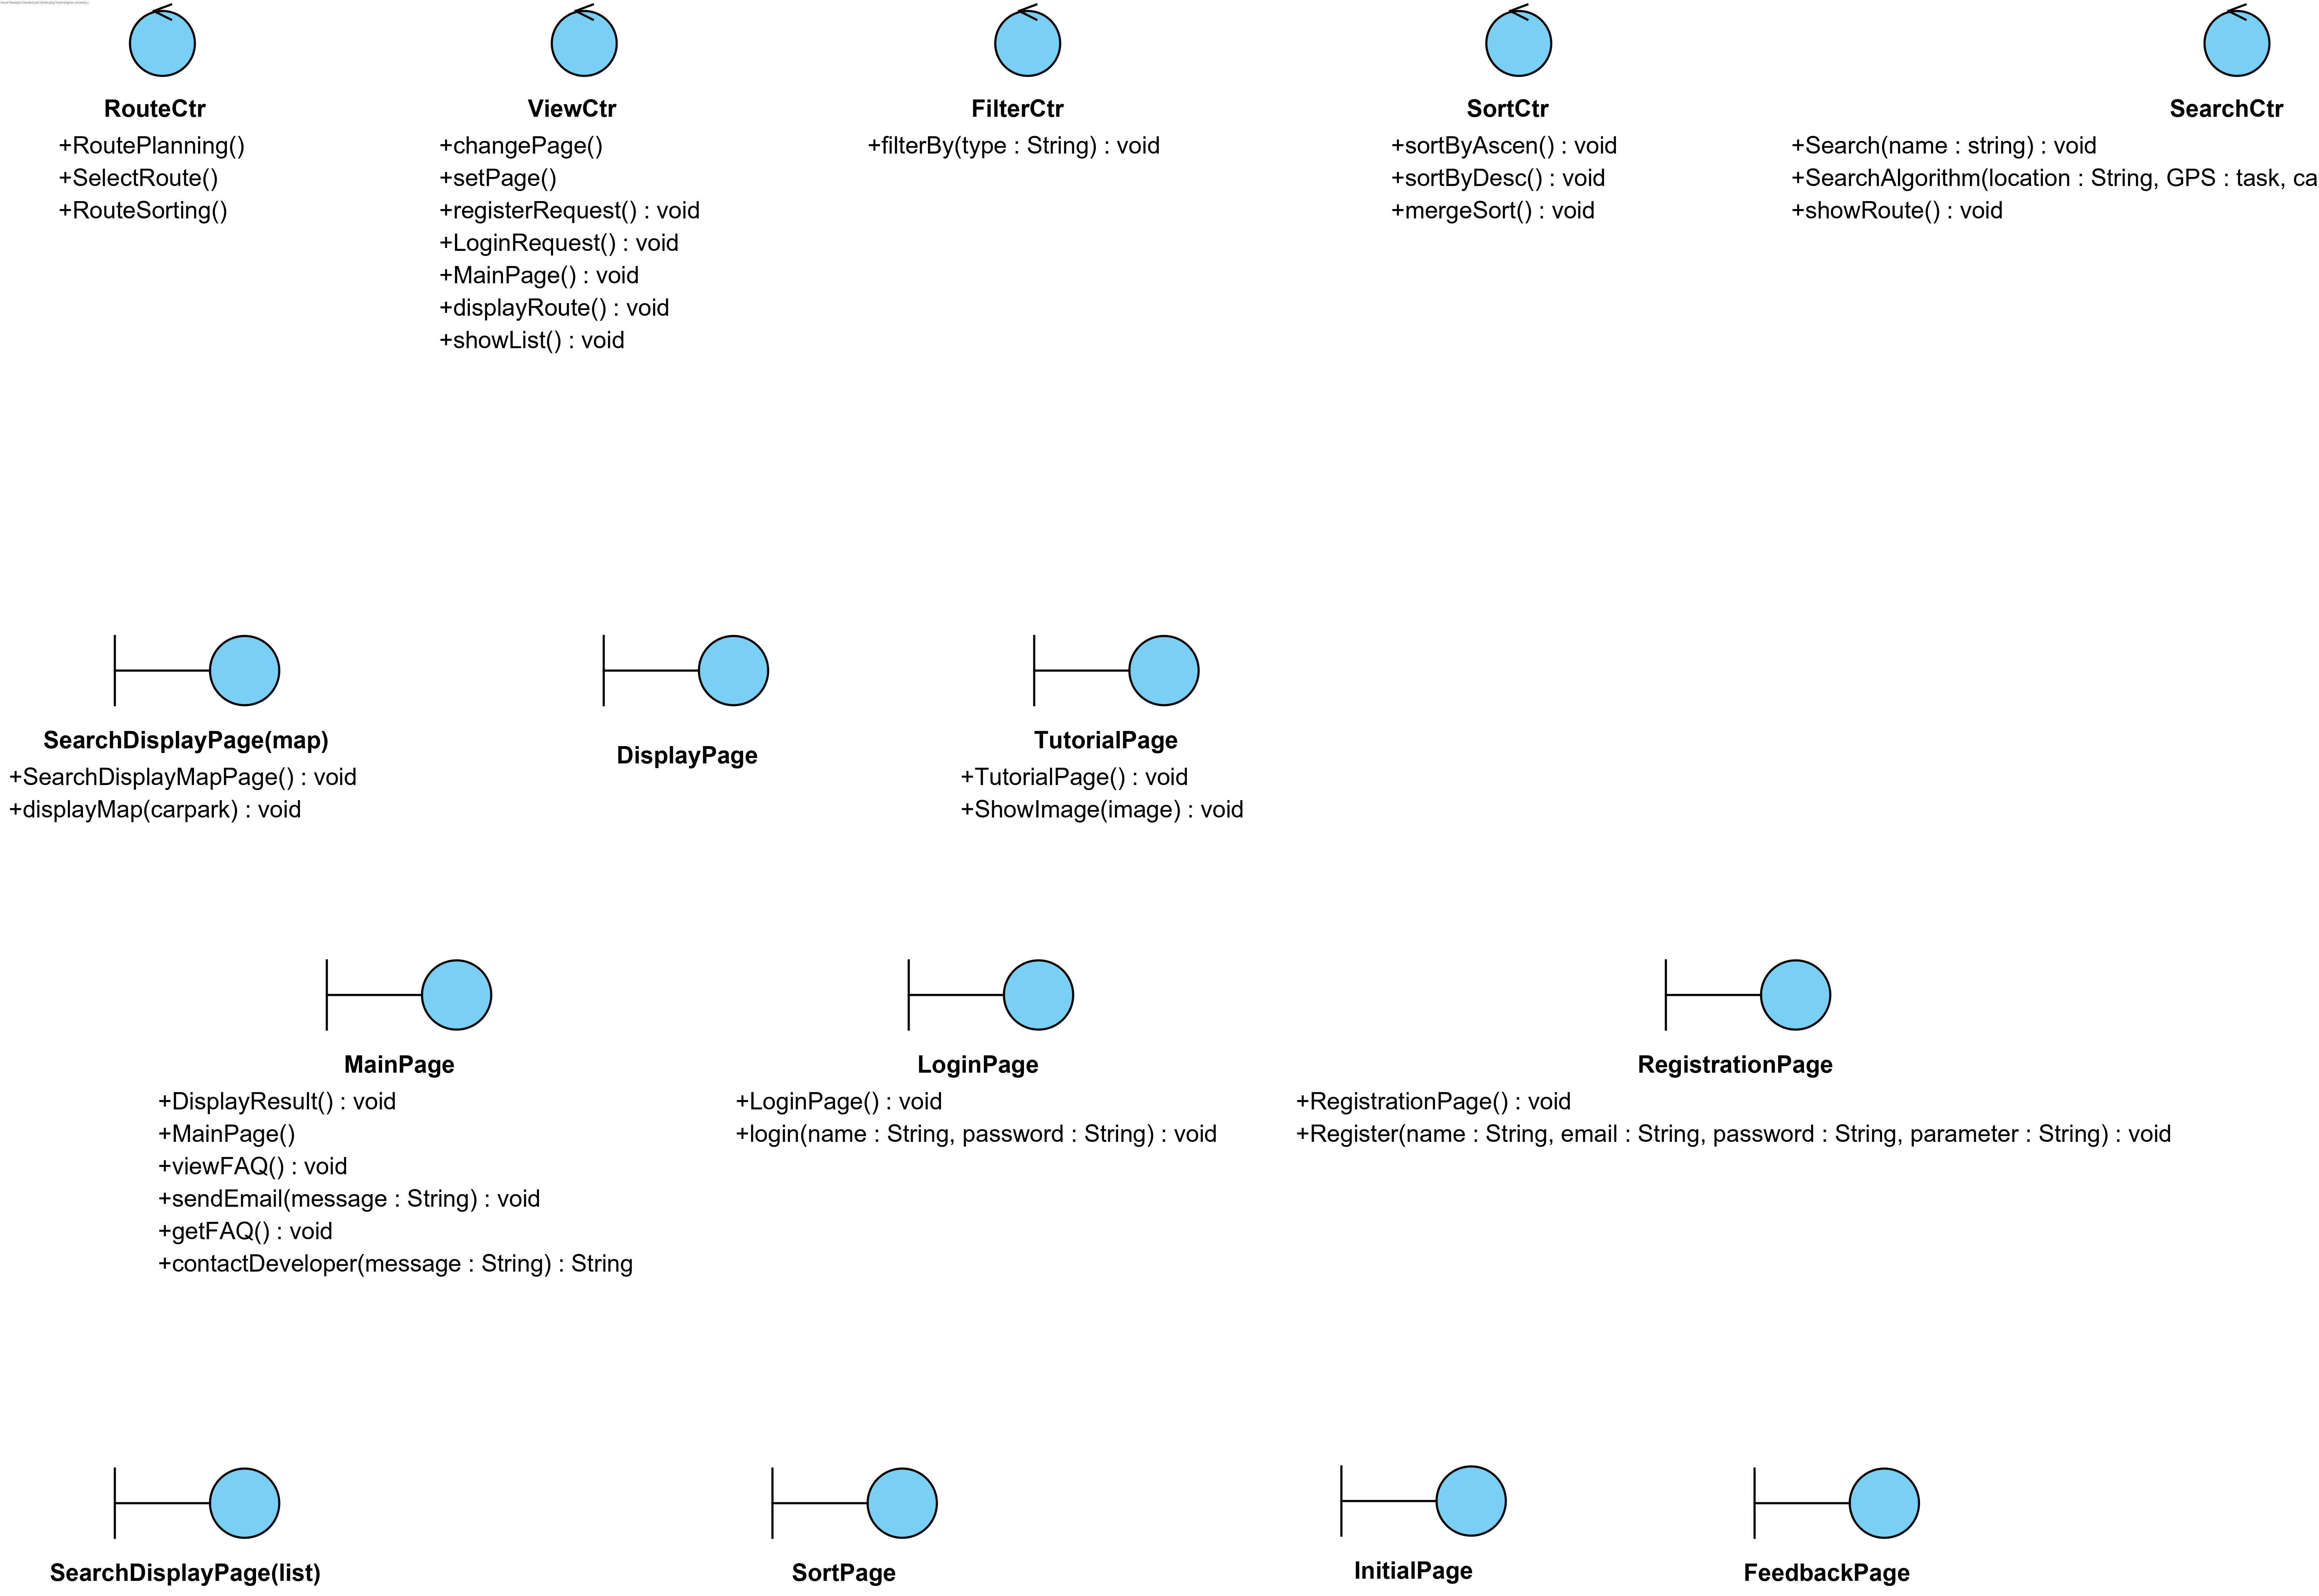 RouteCtr
+RoutePlanning()
+SelectRoute()
+RouteSorting()
ViewCtr
+changePage()
+setPage()
+registerRequest() : void
+LoginRequest() : void
+MainPage() : void
+displayRoute() : void
+showList() : void
FilterCtr
+filterBy(type : String) : void
SortCtr
+sortByAscen() : void
+sortByDesc() : void
+mergeSort() : void
SearchCtr
+Search(name : string) : void
+SearchAlgorithm(location : String, GPS : task, ca
+showRoute() : void
SearchDisplayPage(map)
+SearchDisplayMapPage() : void
+displayMap(carpark) : void
DisplayPage
TutorialPage
+TutorialPage() : void
+ShowImage(image) : void
MainPage
+DisplayResult() : void
+MainPage()
+viewFAQ() : void
+sendEmail(message : String) : void
+getFAQ() : void
+contactDeveloper(message : String) : String
LoginPage
+LoginPage() : void
+login(name : String, password : String) : void
RegistrationPage
+RegistrationPage() : void
+Register(name : String, email : String, password : String, parameter : String) : void
SearchDisplayPage(list)
SortPage
InitialPage
FeedbackPage